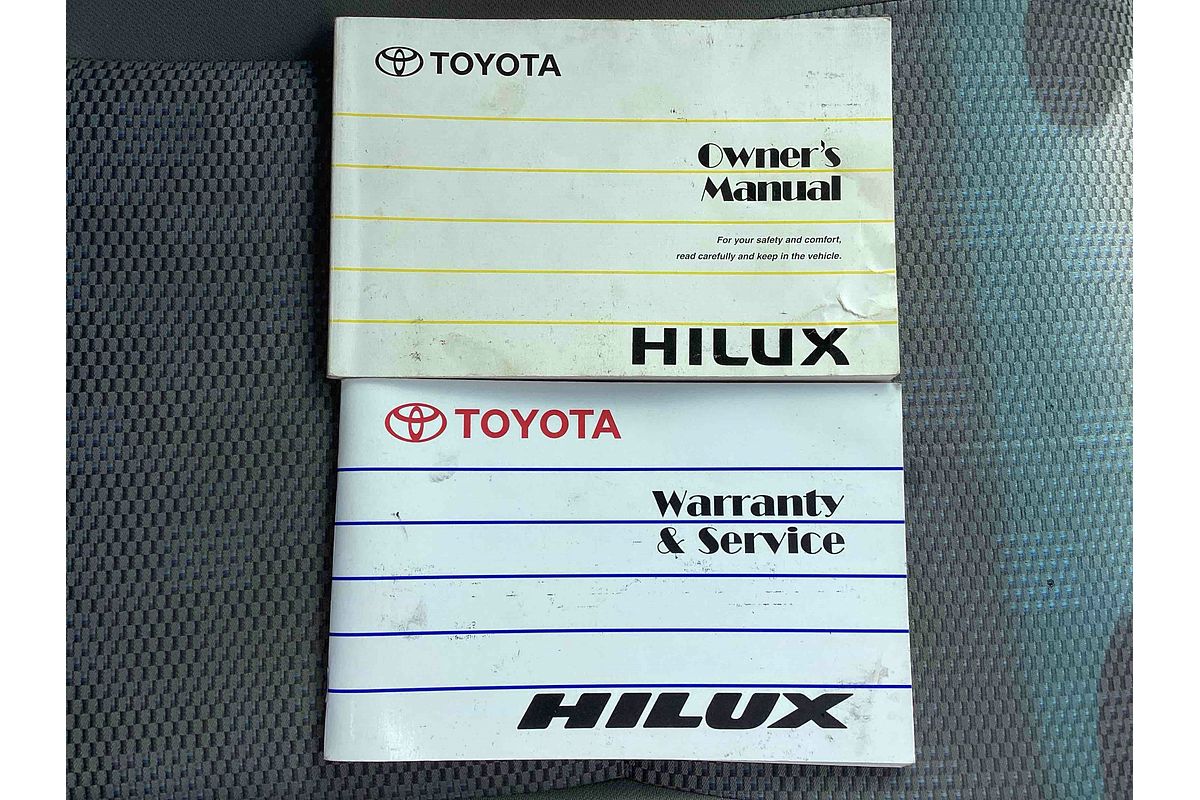 TOYOTA
Owner's
Manual
For your safety and comfort,
read carefully and keep in the vehicle.
HILUX
TOYOTA
Warranty
& Service
HILUX